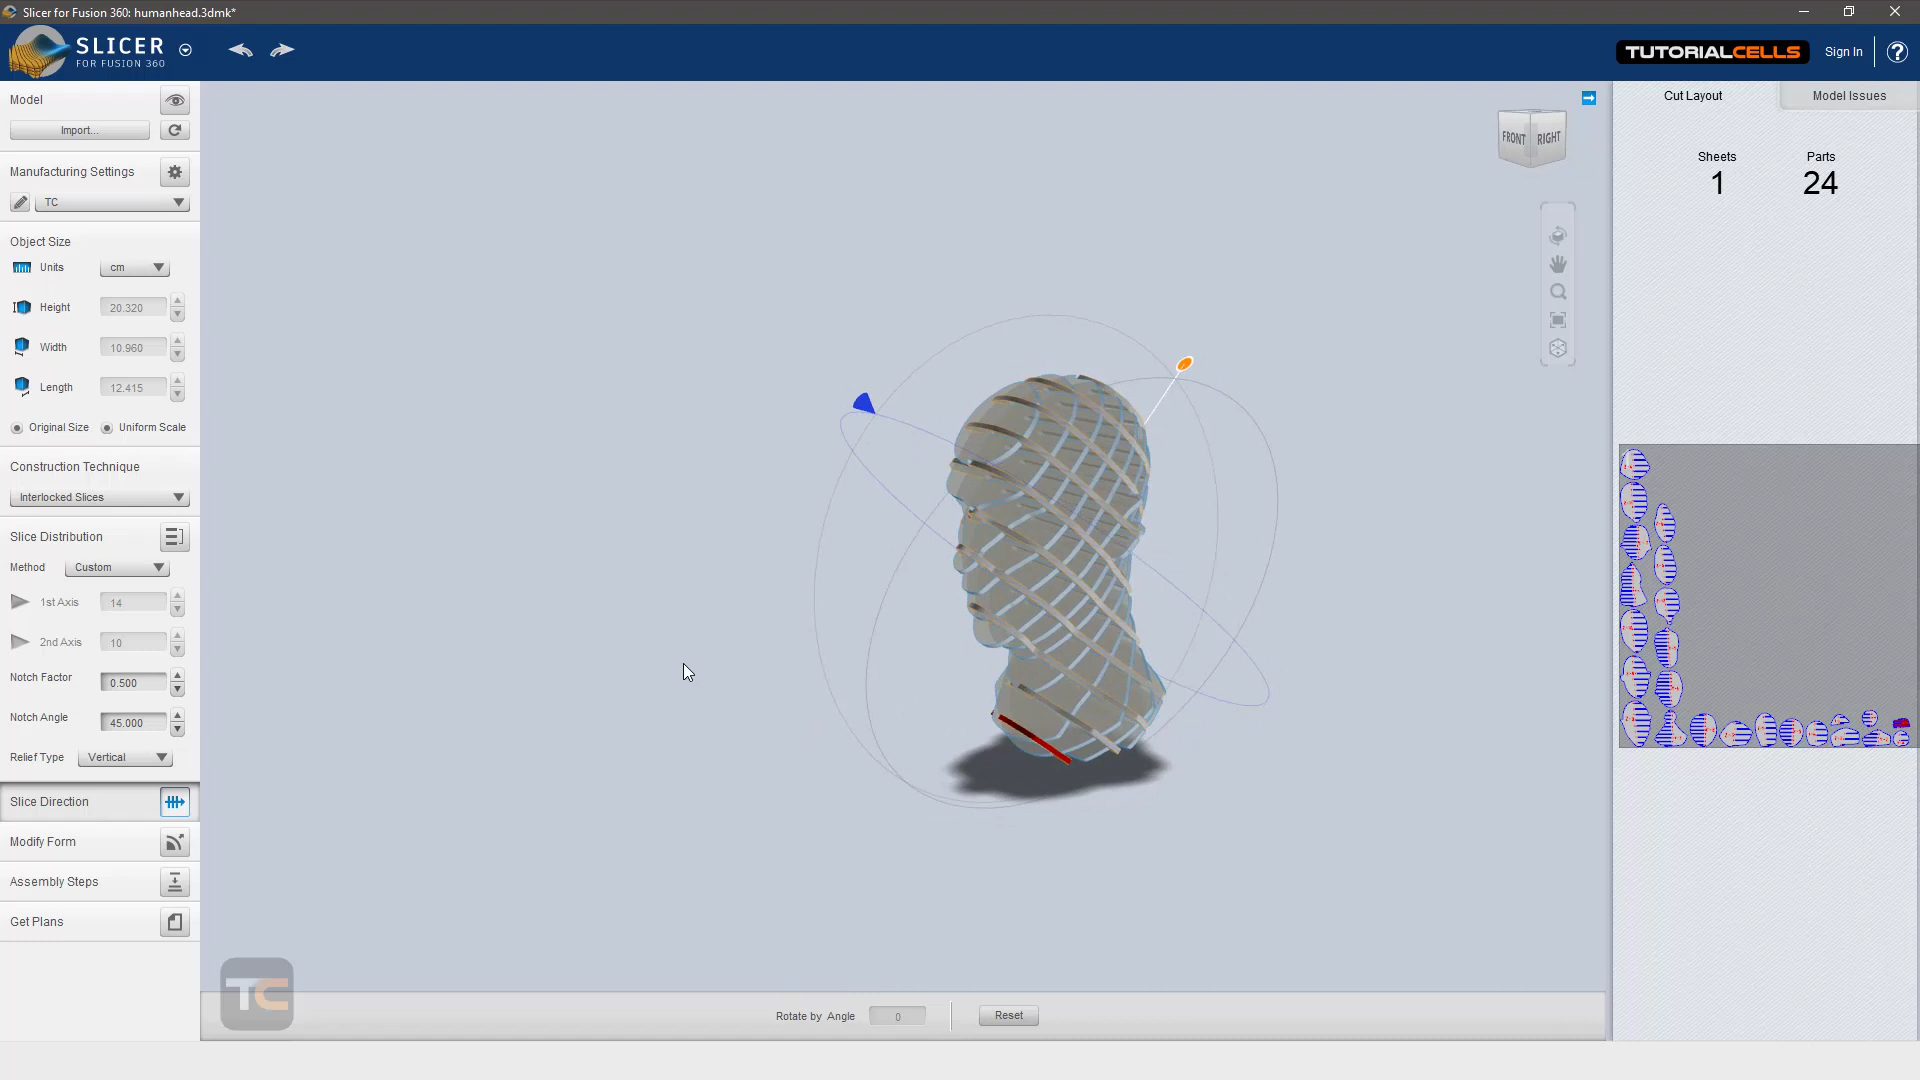 Slicer for Fusion 360: humanhead.3dmk*
SLICER
FOR FUSION 360
TUTORIALCELLS
Sign In
?
Model
Import...
Manufacturing Settings
TC
Object Size
Units
cm
Height
20.320
Width
10.960
Length
12.415
Original Size
Uniform Scale
Construction Technique
Interlocked Slices
Slice Distribution
Method
Custom
1st Axis
14
2nd Axis
10
Notch Factor
0.500
Notch Angle
45.000
Relief Type
Vertical
Slice Direction
Modify Form
Assembly Steps
Get Plans
FRONT
RIGHT
Cut Layout
Model Issues
Sheets
Parts
1
24
TC
Rotate by Angle
0
Reset